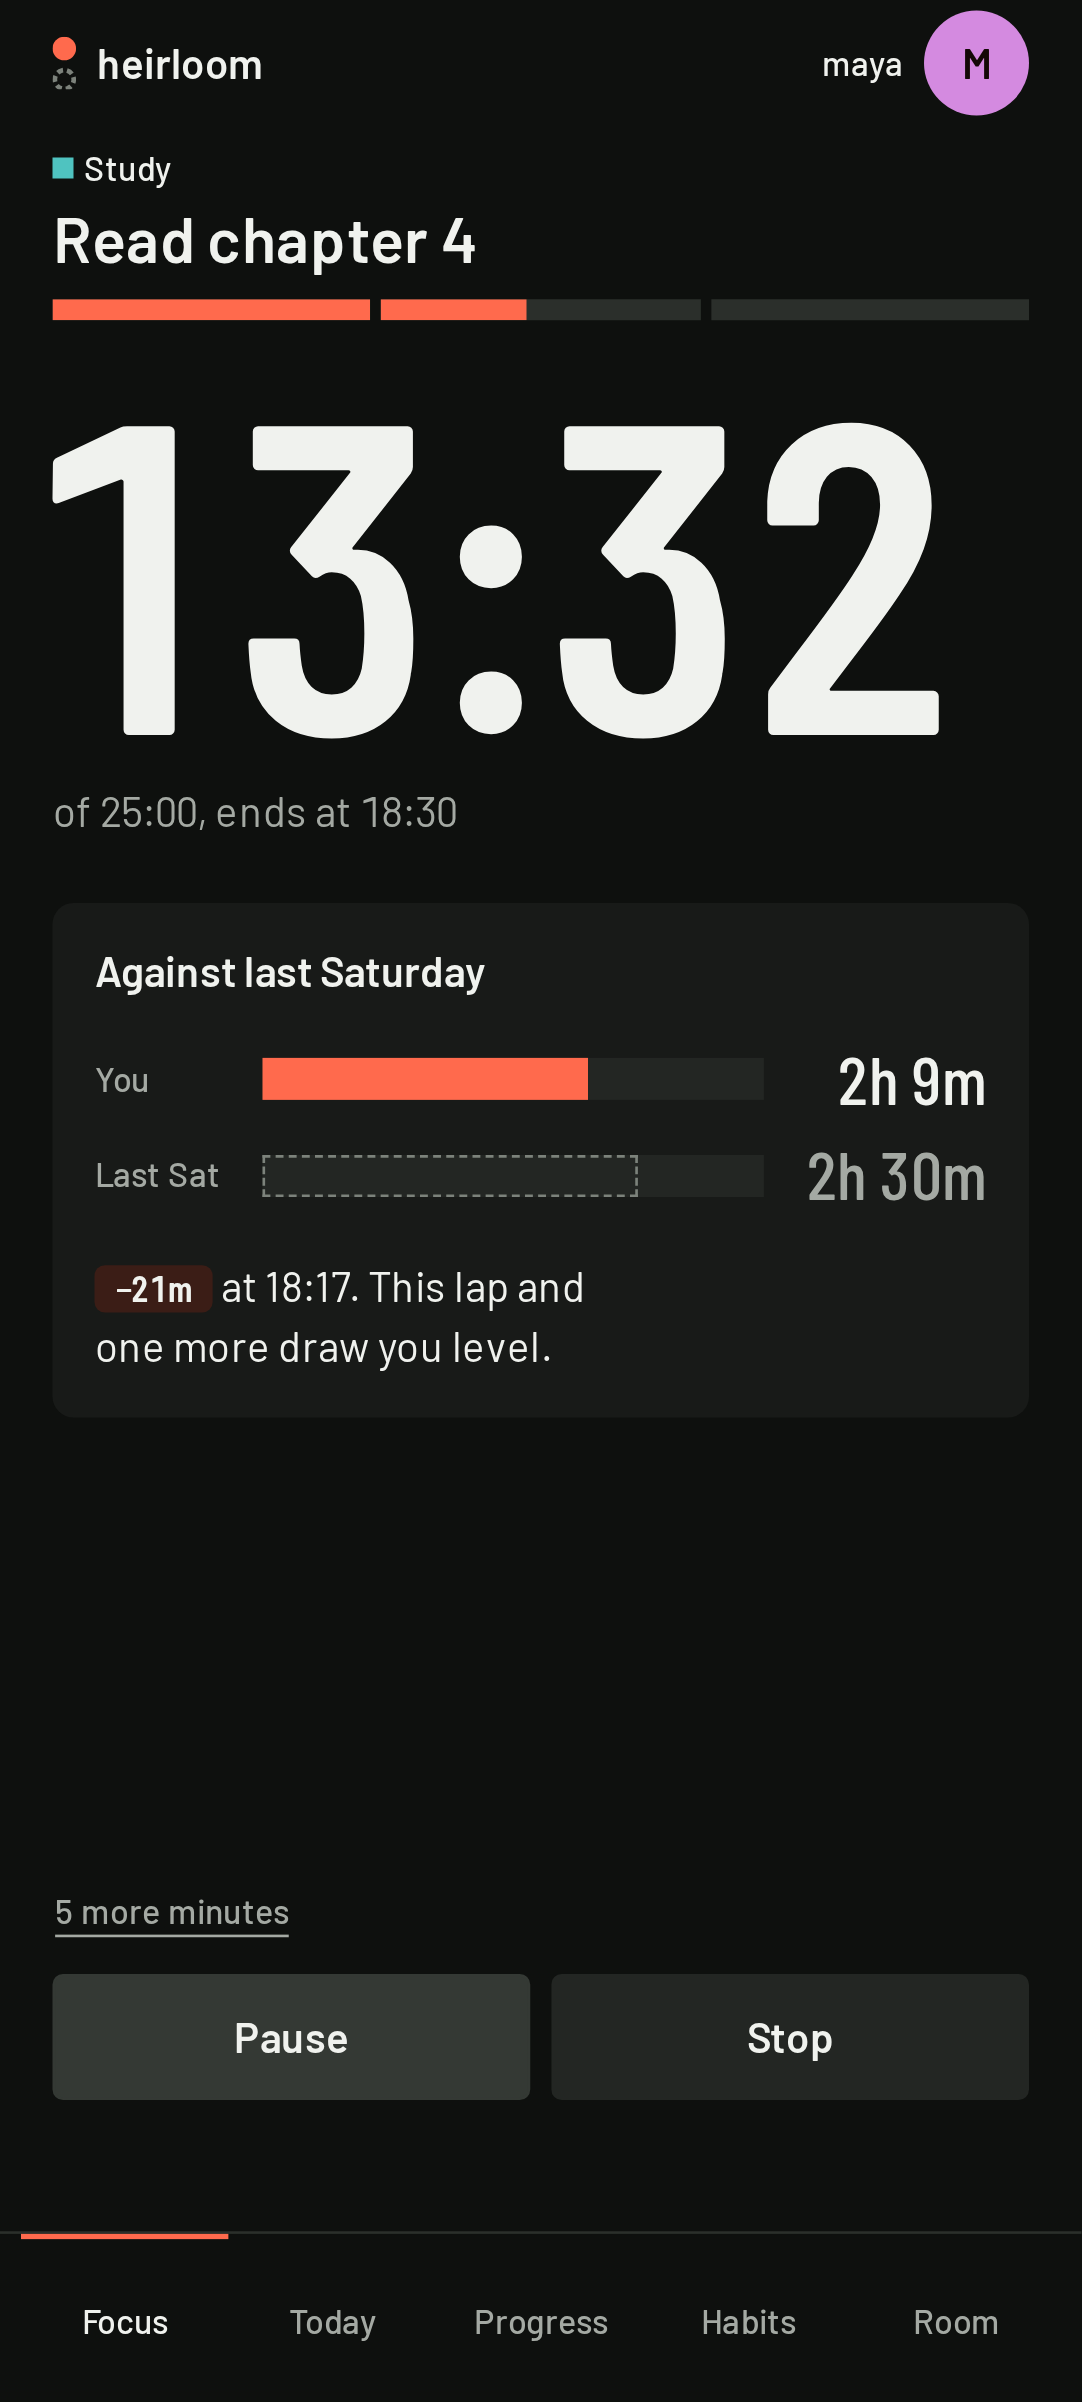 heirloom
maya
M
Study
Read chapter 4
13:32
of 25:00, ends at 18:30
Against last Saturday
You
2h 9m
Last Sat
2h 30m
−21m at 18:17. This lap and
one more draw you level.
5 more minutes
Pause
Stop
Focus
Today
Progress
Habits
Room